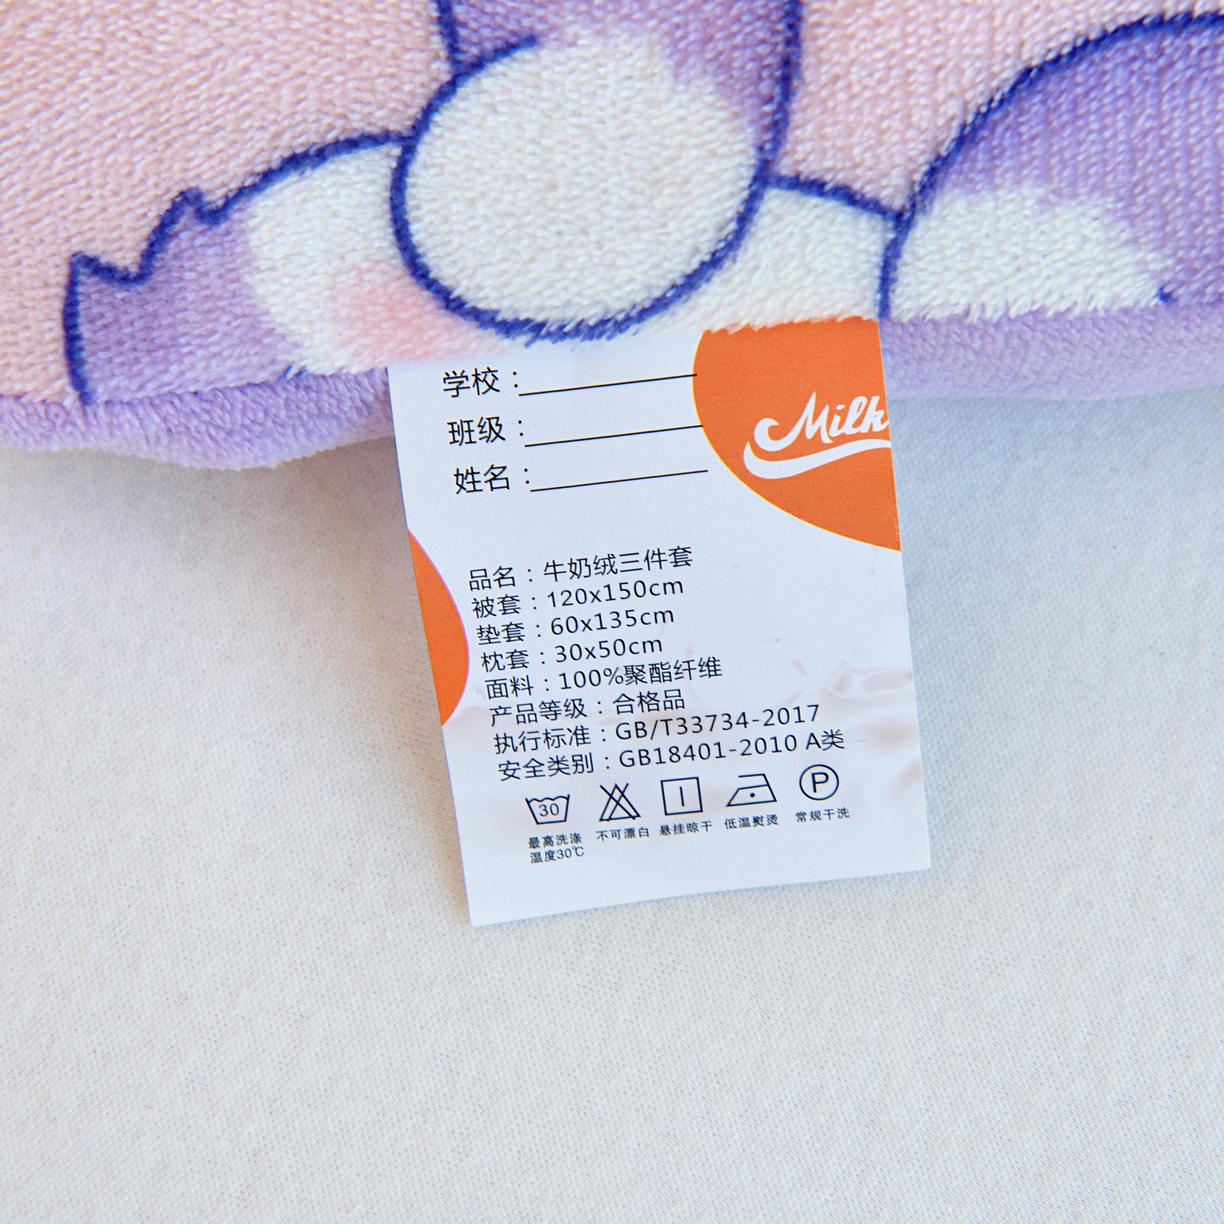 学校：
班级：
姓名：
Milk
品名：牛奶绒三件套
被套：120x150cm
垫套：60x135cm
枕套：30x50cm
面料：100%聚酯纤维
产品等级：合格品
执行标准：GB/T33734-2017
安全类别：GB18401-2010 A类
30
P
最高洗涤
温度30℃
不可漂白
悬挂晾干
低温熨烫
常规干洗